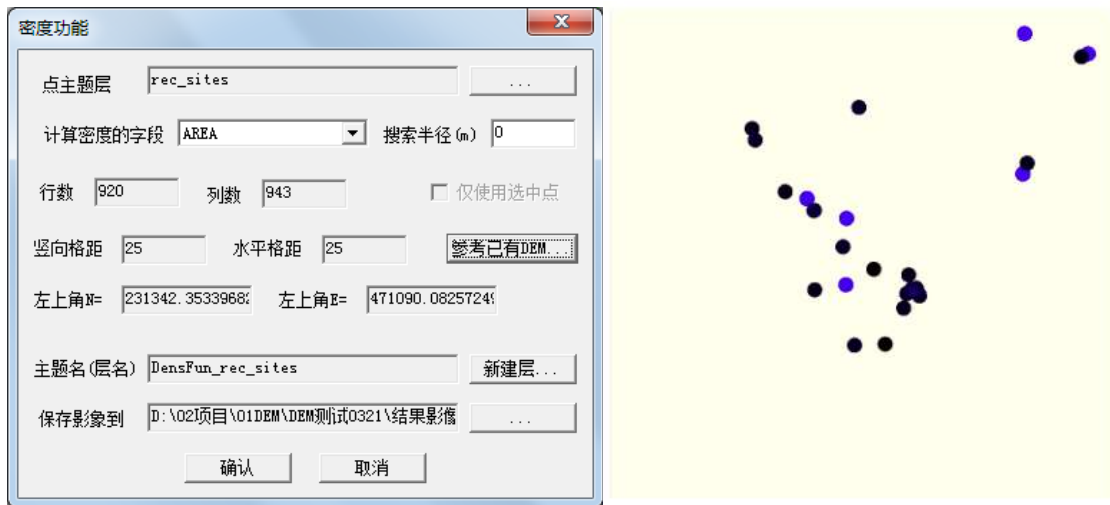 密度功能
点主题层 rec_sites ...
计算密度的字段 AREA 搜索半径(m) 0
行数 920 列数 943 仅使用选中点
竖向格距 25 水平格距 25 参考已有DEM...
左上角N= 231342.3533968 左上角E= 471090.0825724
主题名(层名) DensFun_rec_sites 新建层...
保存影象到 D:\02项目\01DEM\DEM测试0321\结果影像 ...
确认 取消